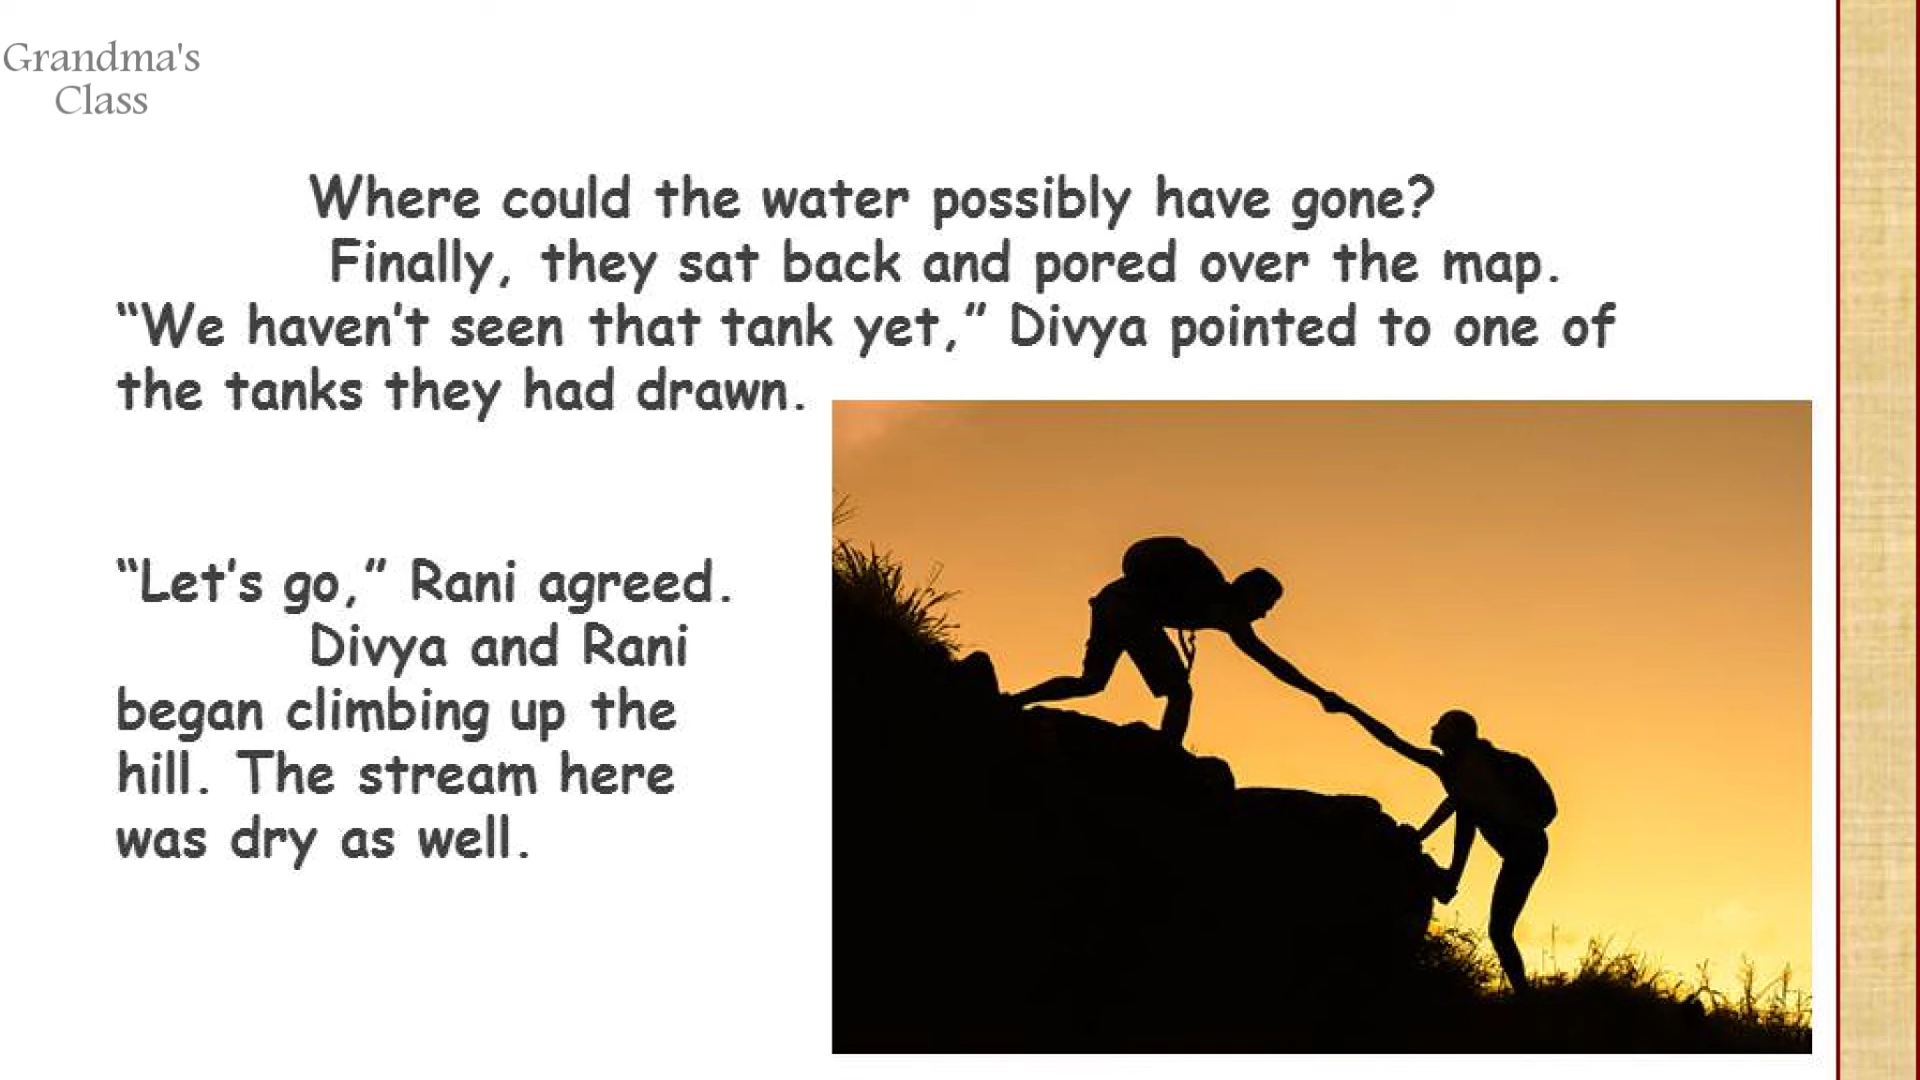 Grandma's
Class
Where could the water possibly have gone?
Finally, they sat back and pored over the map.
“We haven’t seen that tank yet,” Divya pointed to one of
the tanks they had drawn.
“Let’s go,” Rani agreed.
Divya and Rani
began climbing up the
hill. The stream here
was dry as well.